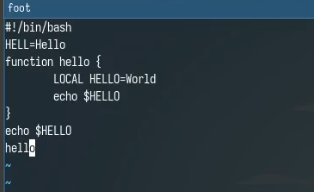 foot
#!/bin/bash
HELL=Hello
function hello {
        LOCAL HELLO=World
        echo $HELLO
}
echo $HELLO
hello
~
~